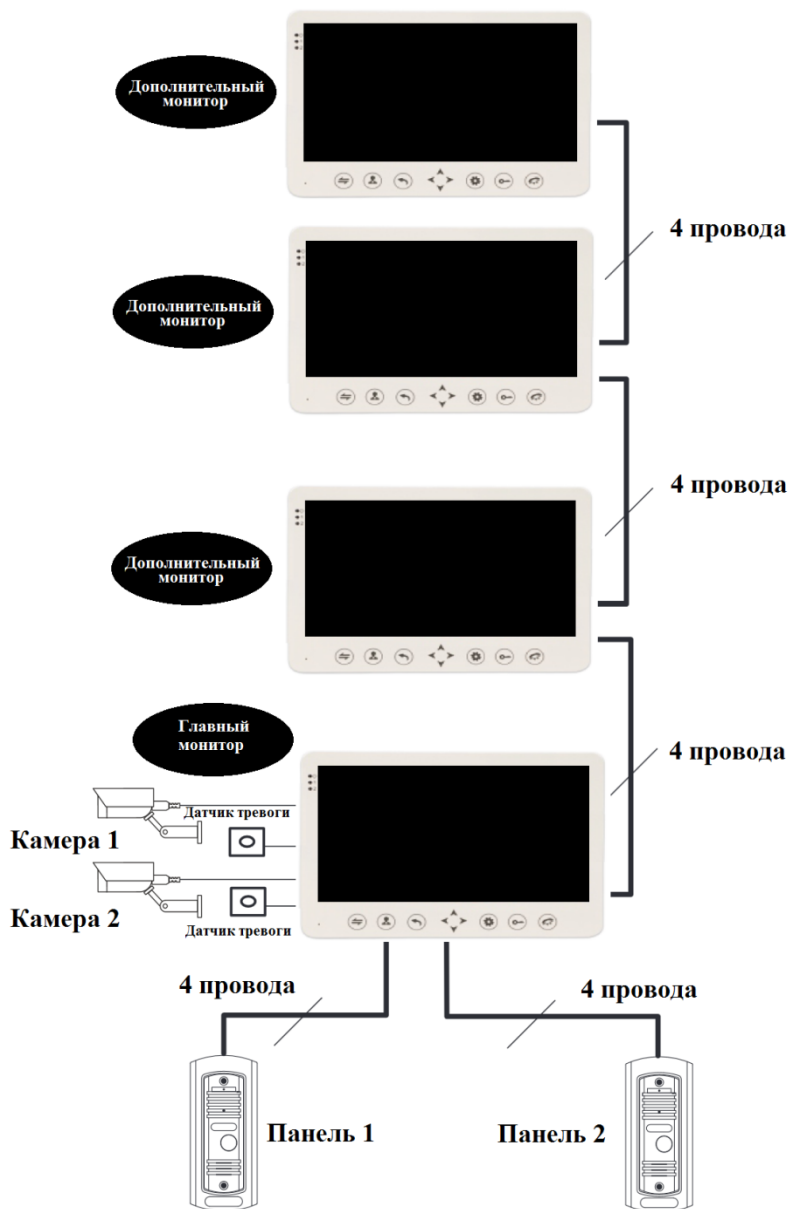 Дополнительный
монитор
4 провода
Дополнительный
монитор
4 провода
Дополнительный
монитор
Главный
монитор
4 провода
Датчик тревоги
Камера 1
Камера 2
Датчик тревоги
4 провода
4 провода
Панель 1
Панель 2